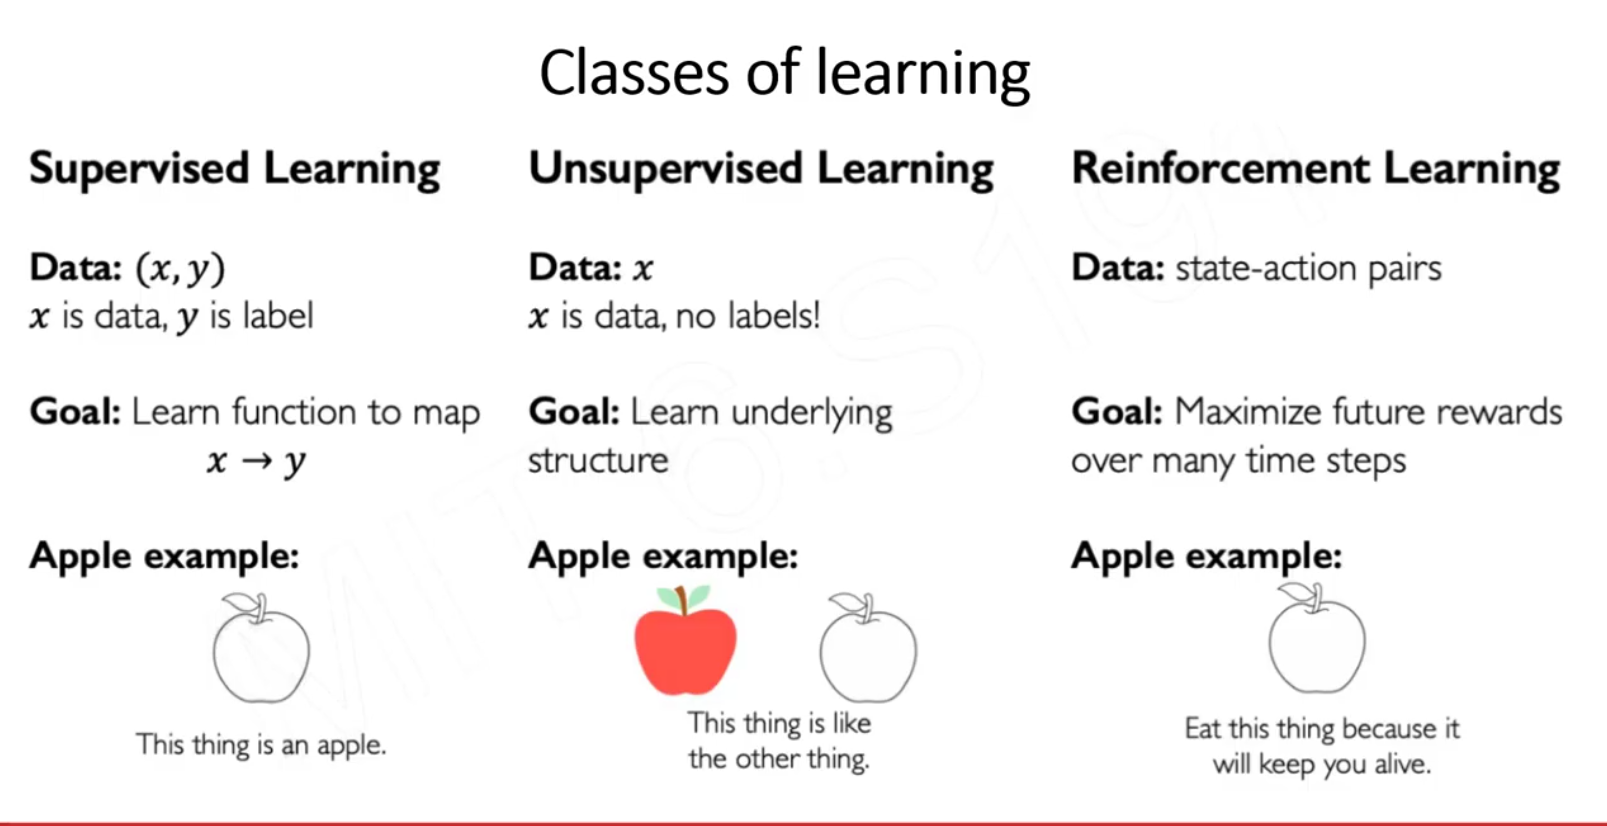 Classes of learning
Supervised Learning
Data: (x, y)
x is data, y is label
Goal: Learn function to map
x → y
Apple example:
This thing is an apple.
Unsupervised Learning
Data: x
x is data, no labels!
Goal: Learn underlying
structure
Apple example:
This thing is like
the other thing.
Reinforcement Learning
Data: state-action pairs
Goal: Maximize future rewards
over many time steps
Apple example:
Eat this thing because it
will keep you alive.
MIT 6.S191